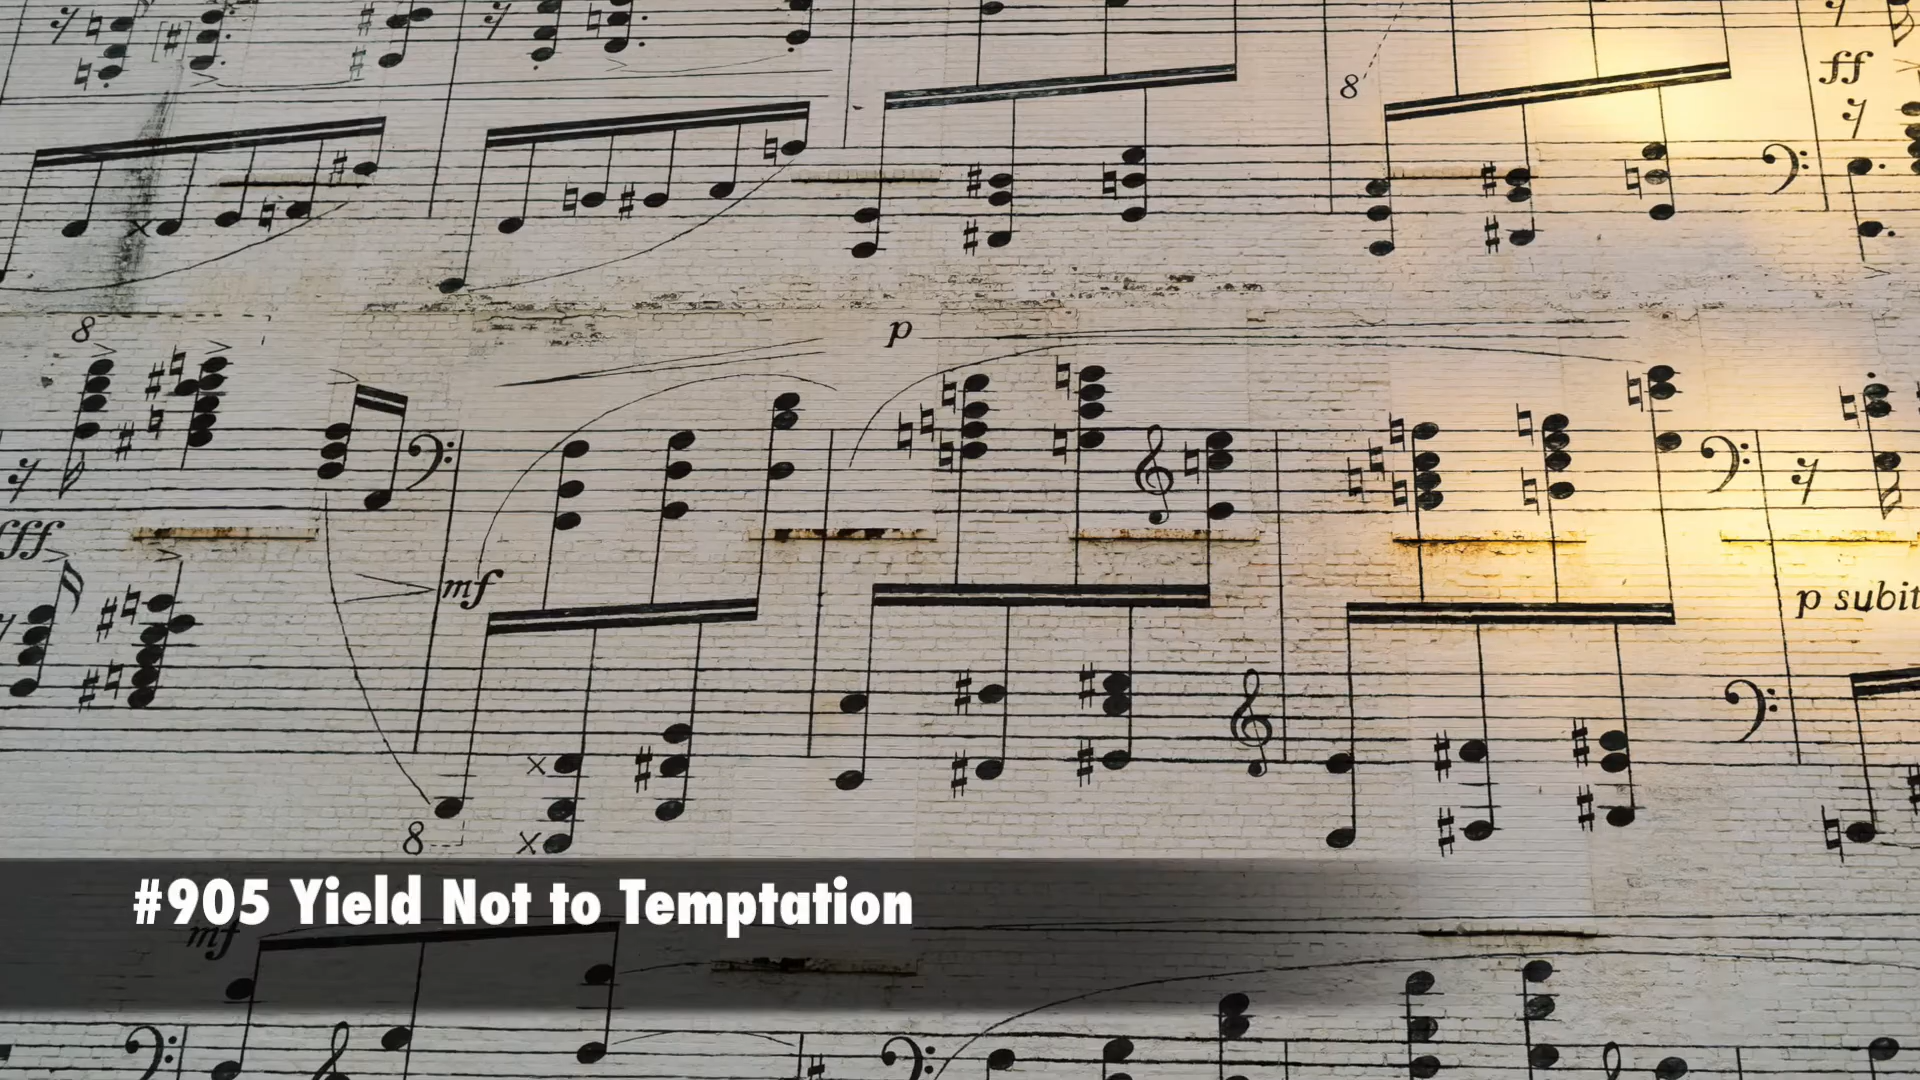 8
ff
8
p
fff
mf
p subit
8
#905 Yield Not to Temptation
mf